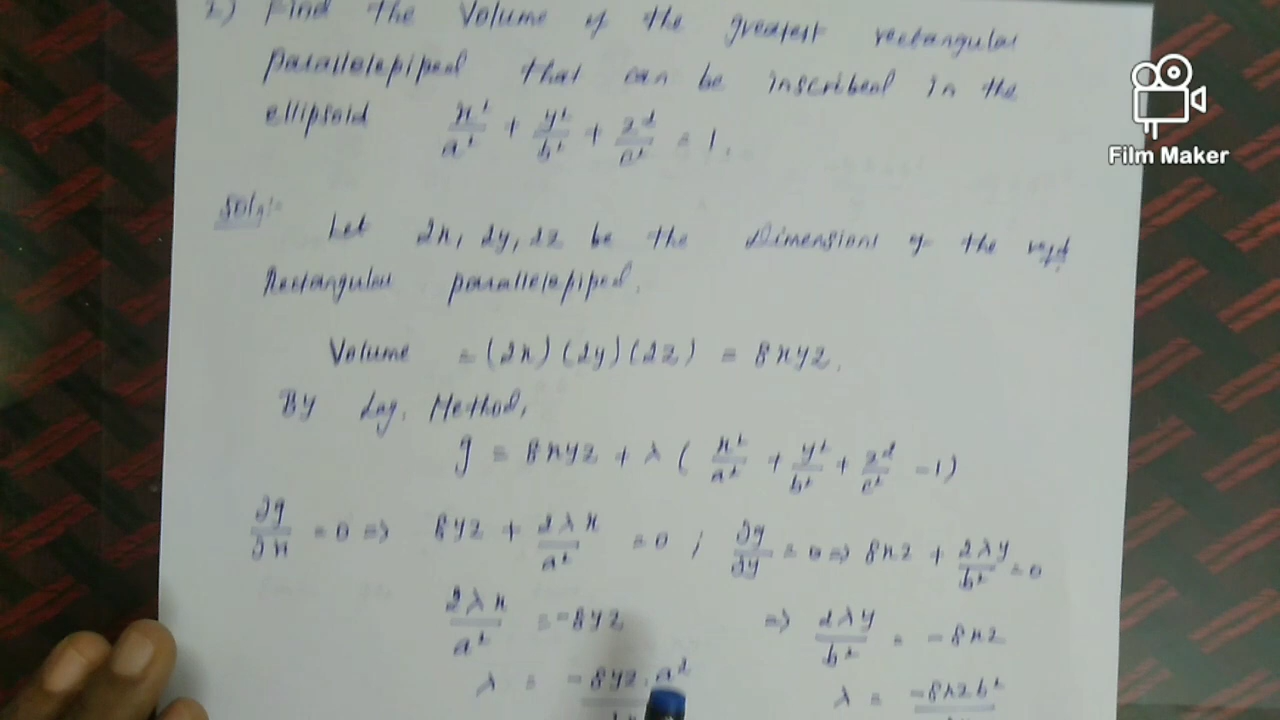 2) Find the Volume of the greatest rectangular
parallelepiped that can be inscribed in the
ellipsoid x²/a² + y²/b² + z²/c² = 1.
Soln:-
Let 2x, 2y, 2z be the Dimensions of the reqd.
Rectangular parallelepiped.
Volume = (2x) (2y) (2z) = 8xyz.
By Lag. Method,
g = 8xyz + λ ( x²/a² + y²/b² + z²/c² - 1)
∂g/∂x = 0 ⇒ 8yz + 2λx/a² = 0 ; ∂g/∂y = 0 ⇒ 8xz + 2λy/b² = 0
2λx/a² = -8yz ⇒ 2λy/b² = -8xz
λ = -8yz.a² λ = -8xzb²
Film Maker